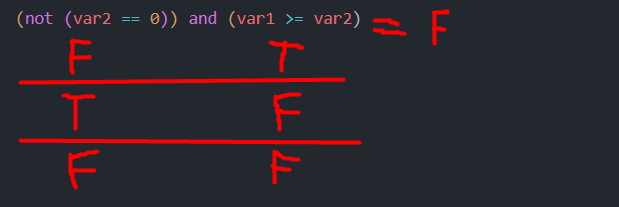 (not (var2 == 0)) and (var1 >= var2) = F
F T
T F
F F